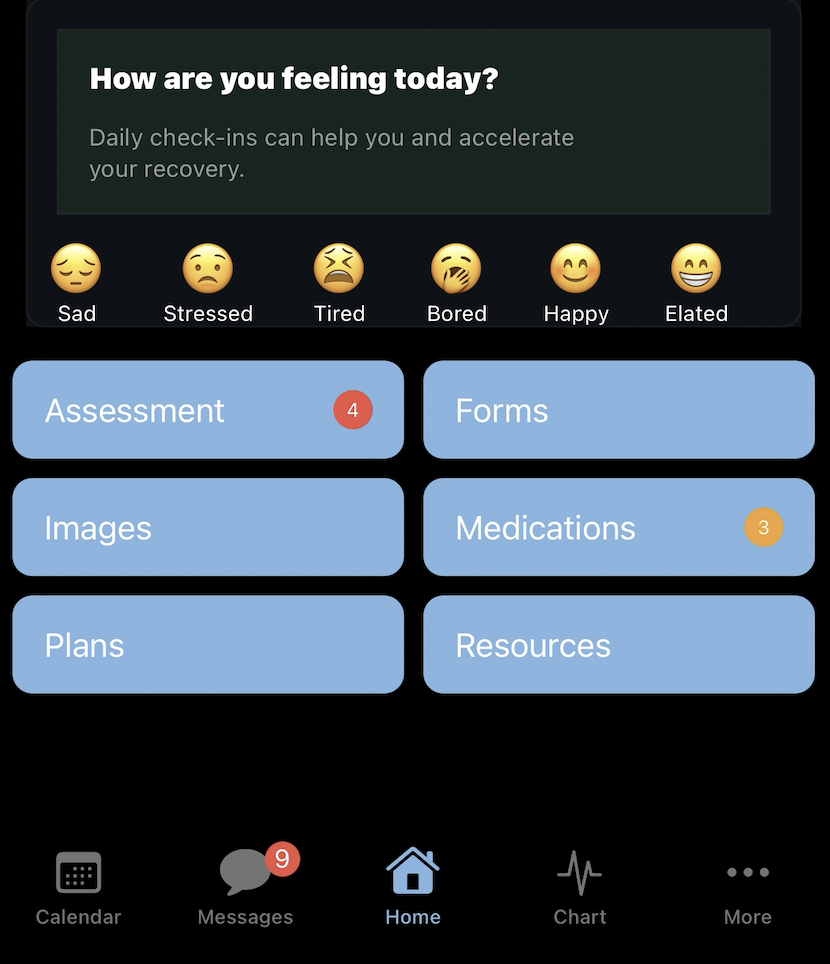 How are you feeling today?
Daily check-ins can help you and accelerate
your recovery.
Sad Stressed Tired Bored Happy Elated
Assessment 4 Forms
Images Medications 3
Plans Resources
9
Calendar Messages Home Chart More